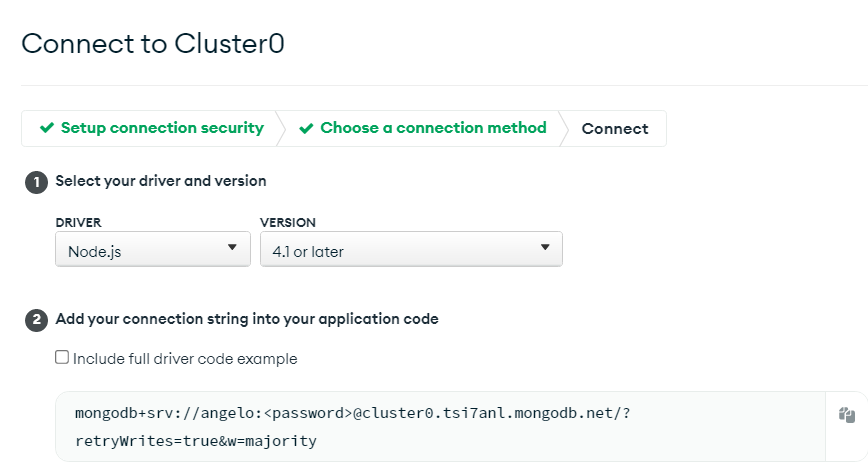 Connect to Cluster0
Setup connection security
Choose a connection method
Connect
1 Select your driver and version
DRIVER VERSION
Node.js 4.1 or later
2 Add your connection string into your application code
Include full driver code example
mongodb+srv://angelo:<password>@cluster0.tsi7anl.mongodb.net/?
retryWrites=true&w=majority